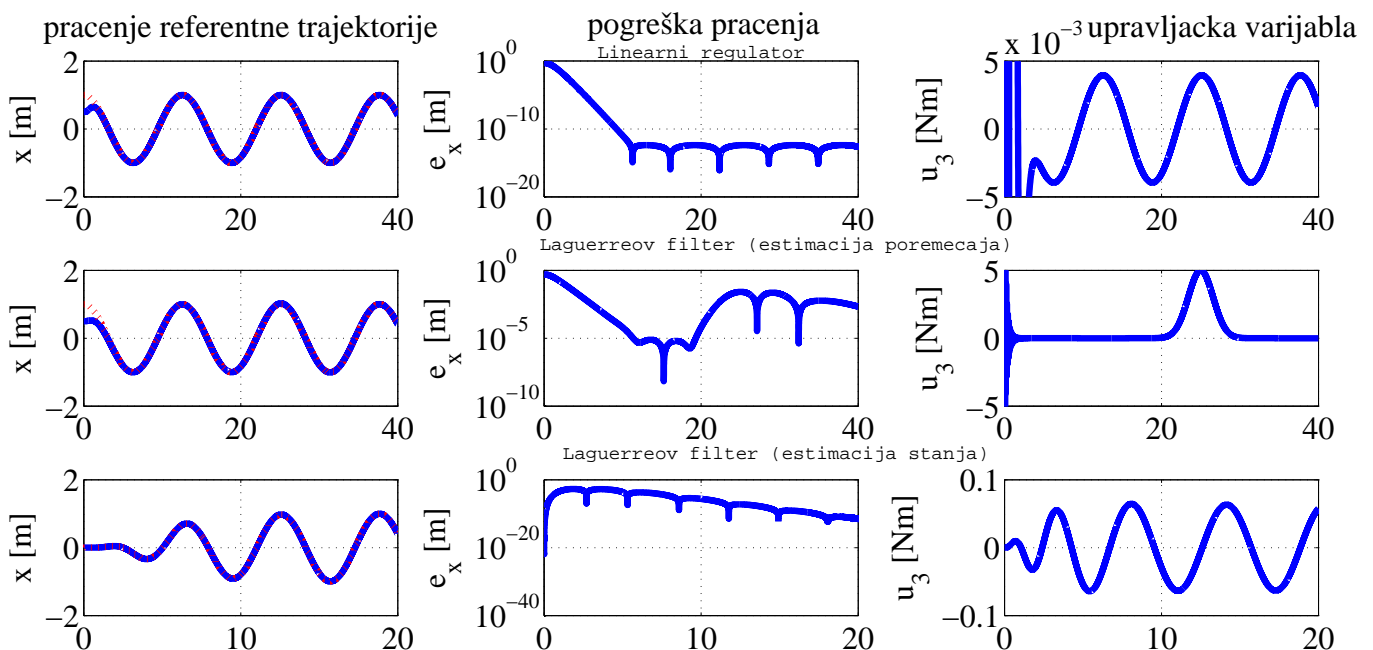 pracenje referentne trajektorije
pogreška pracenja
x 10^−3 upravljacka varijabla
Linearni regulator
x [m]
2
0
−2
0 20 40
e_x [m]
10^0
10^−10
10^−20
0 20 40
u_3 [Nm]
5
0
−5
0 20 40
Laguerreov filter (estimacija poremecaja)
x [m]
2
0
−2
0 20 40
e_x [m]
10^0
10^−5
10^−10
0 20 40
u_3 [Nm]
5
0
−5
0 20 40
Laguerreov filter (estimacija stanja)
x [m]
2
0
−2
0 10 20
e_x [m]
10^0
10^−20
10^−40
0 10 20
u_3 [Nm]
0.1
0
−0.1
0 10 20